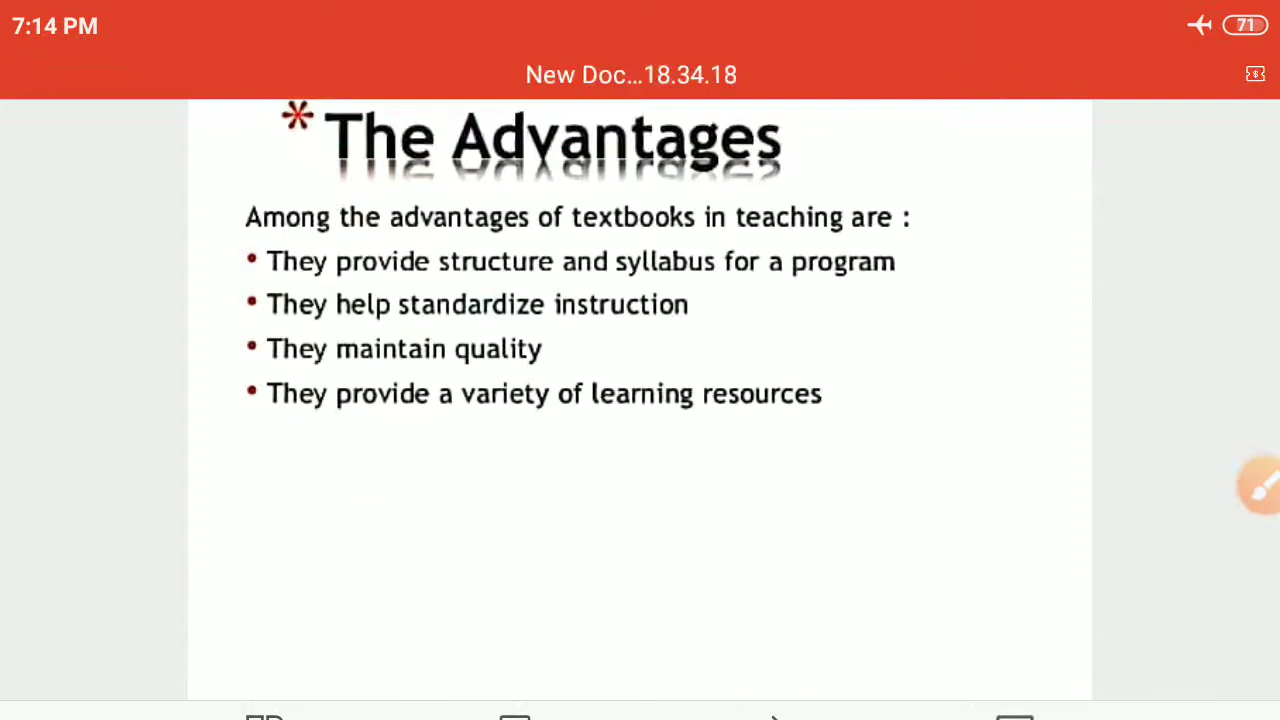 7:14 PM
71
New Doc...18.34.18
* The Advantages
Among the advantages of textbooks in teaching are :
• They provide structure and syllabus for a program
• They help standardize instruction
• They maintain quality
• They provide a variety of learning resources